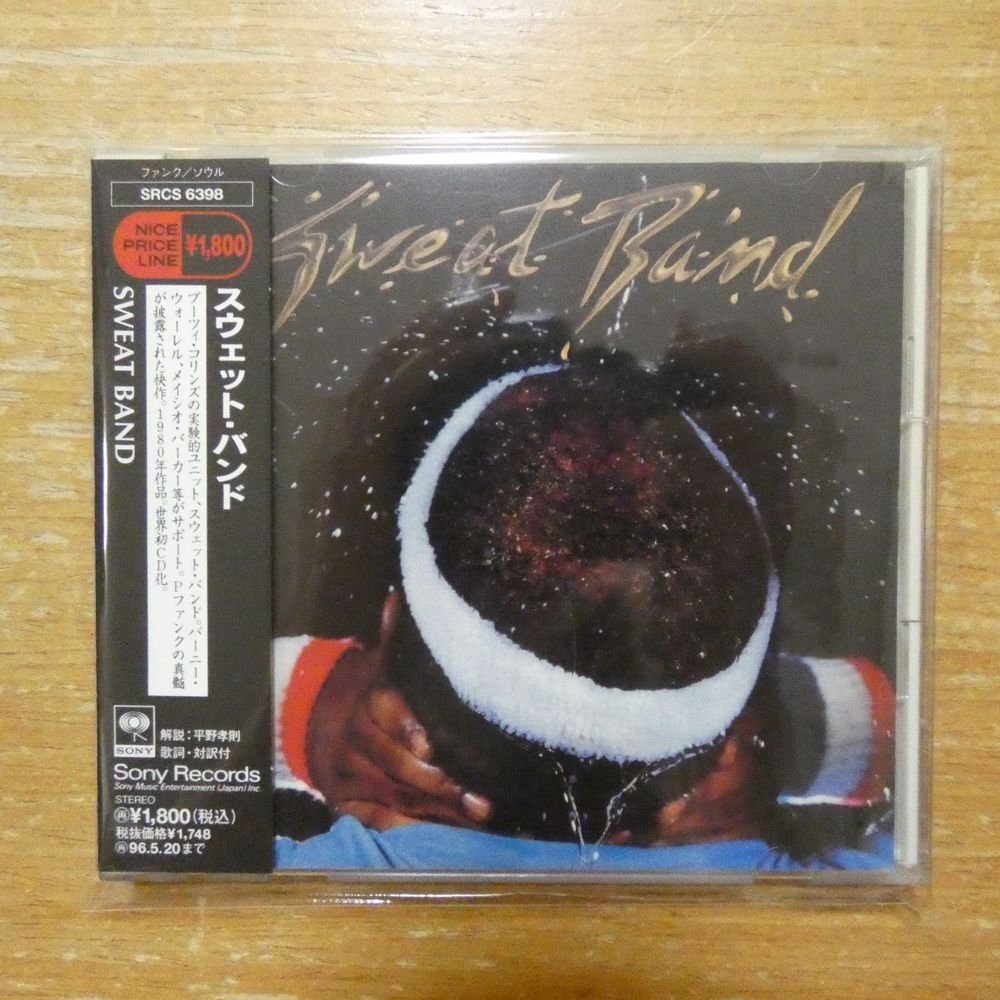 ファンク／ソウル
SRCS 6398
NICE
PRICE
LINE
¥1,800
スウェット・バンド
SWEAT BAND
ブーツィ・コリンズの実験的ユニット、スウェット・バンド。バーニー・
ウォーレル、メイシオ・パーカー等がサポート。Pファンクの真髄
が披露された快作。1980年作品。世界初CD化。
SONY
解説：平野孝則
歌詞・対訳付
Sony Records
Sony Music Entertainment (Japan) Inc.
STEREO
再¥1,800(税込)
税抜価格¥1,748
再96.5.20まで
Sweat Band